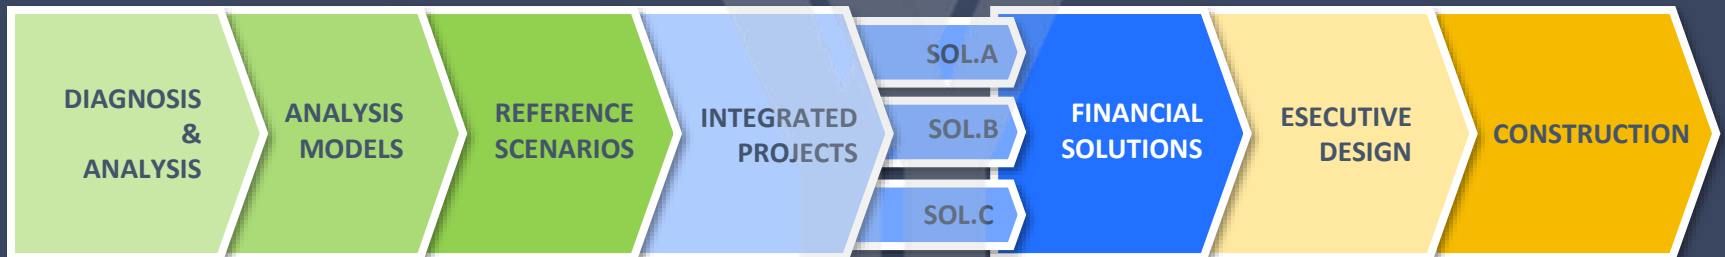 DIAGNOSIS
&
ANALYSIS
ANALYSIS
MODELS
REFERENCE
SCENARIOS
INTEGRATED
PROJECTS
SOL.A
SOL.B
SOL.C
FINANCIAL
SOLUTIONS
ESECUTIVE
DESIGN
CONSTRUCTION